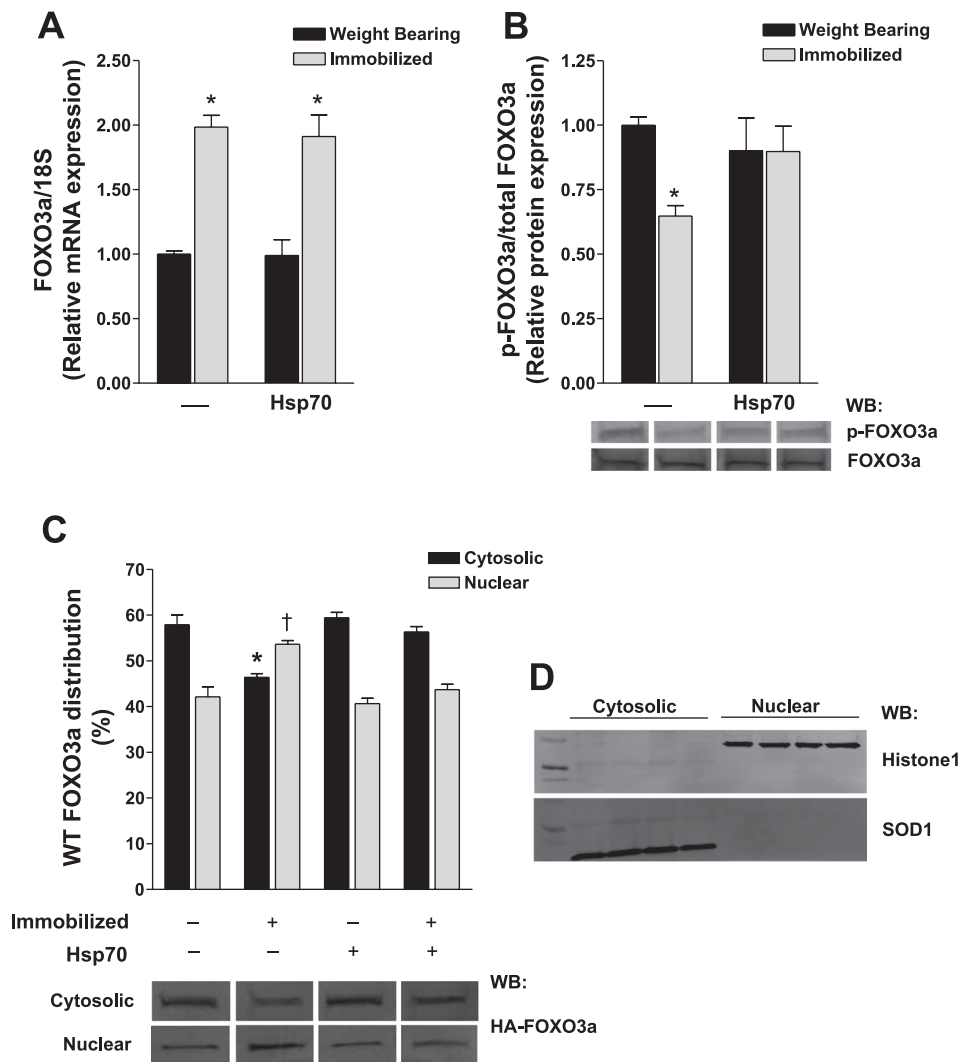 A
Weight Bearing
Immobilized
FOXO3a/18S
(Relative mRNA expression)
2.50
2.00
1.50
1.00
0.50
0.00
*
*
—
Hsp70
B
Weight Bearing
Immobilized
p-FOXO3a/total FOXO3a
(Relative protein expression)
1.25
1.00
0.75
0.50
0.25
0.00
*
—
Hsp70
WB:
p-FOXO3a
FOXO3a
C
Cytosolic
Nuclear
WT FOXO3a distribution
(%)
70
60
50
40
30
20
10
0
*
†
Immobilized – + – +
Hsp70 – – + +
Cytosolic
Nuclear
WB:
HA-FOXO3a
D
Cytosolic Nuclear WB:
Histone1
SOD1